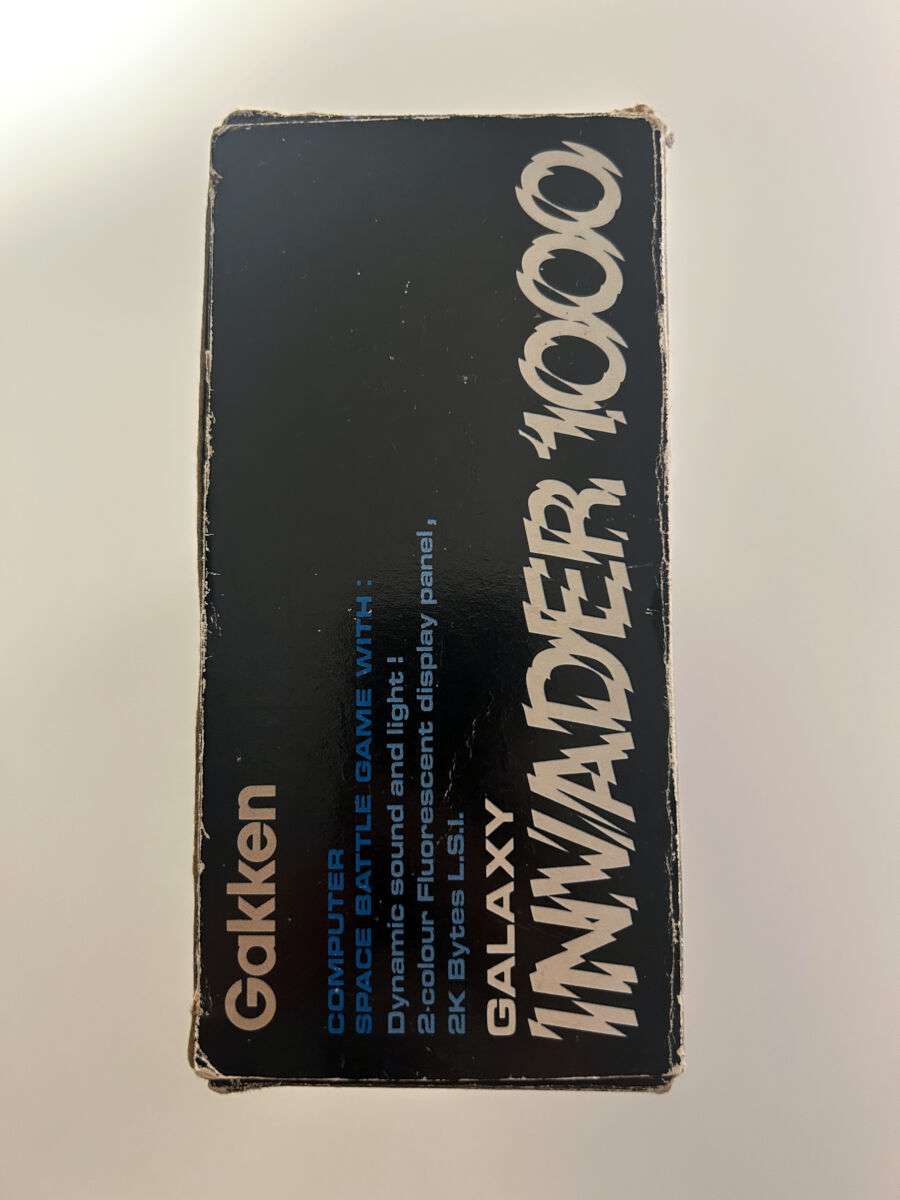 Gakken
COMPUTER
SPACE BATTLE GAME WITH:
Dynamic sound and light!
2-colour Fluorescent display panel,
2K Bytes L.S.I.
GALAXY
INVADER 1000